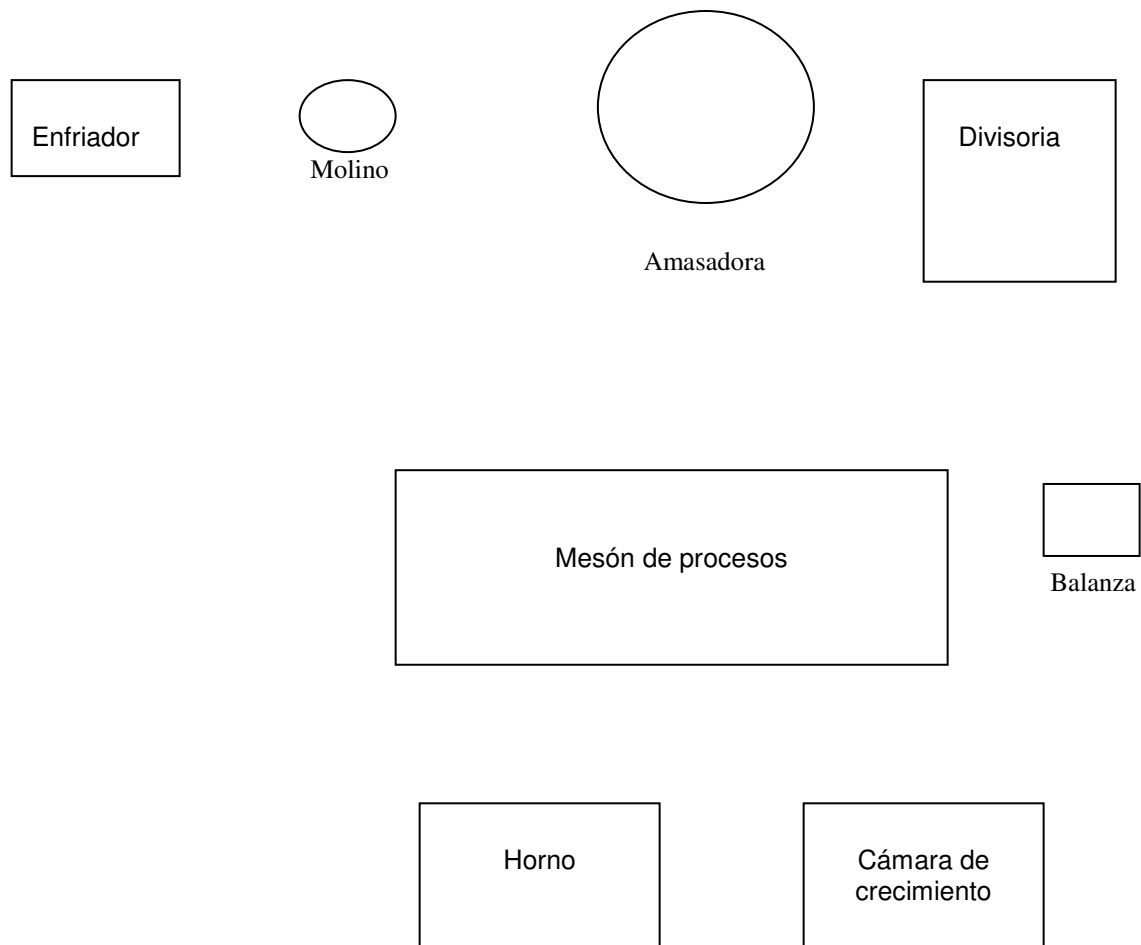 Enfriador
Molino
Amasadora
Divisoria
Mesón de procesos
Balanza
Horno
Cámara de
crecimiento